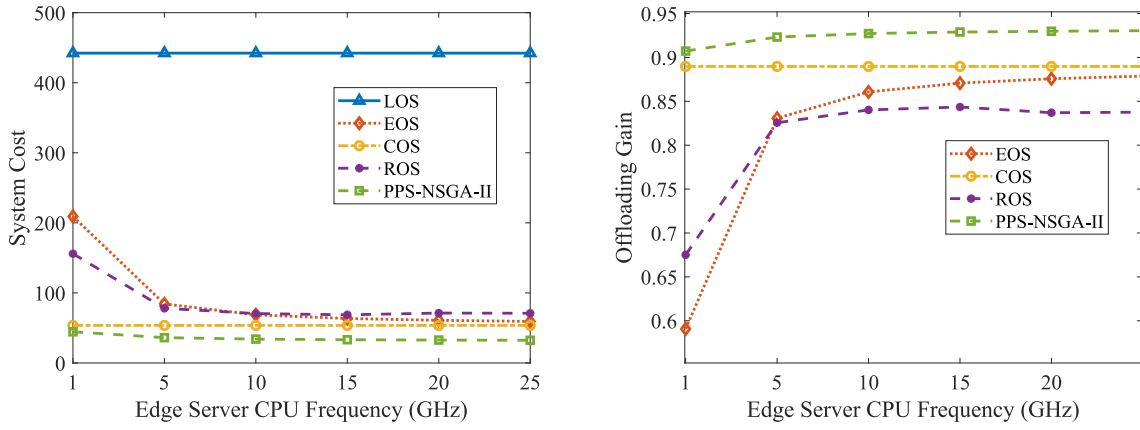 500
400
300
200
100
0
System Cost
LOS
EOS
COS
ROS
PPS-NSGA-II
1 5 10 15 20 25
Edge Server CPU Frequency (GHz)
0.95
0.9
0.85
0.8
0.75
0.7
0.65
0.6
Offloading Gain
EOS
COS
ROS
PPS-NSGA-II
1 5 10 15 20
Edge Server CPU Frequency (GHz)